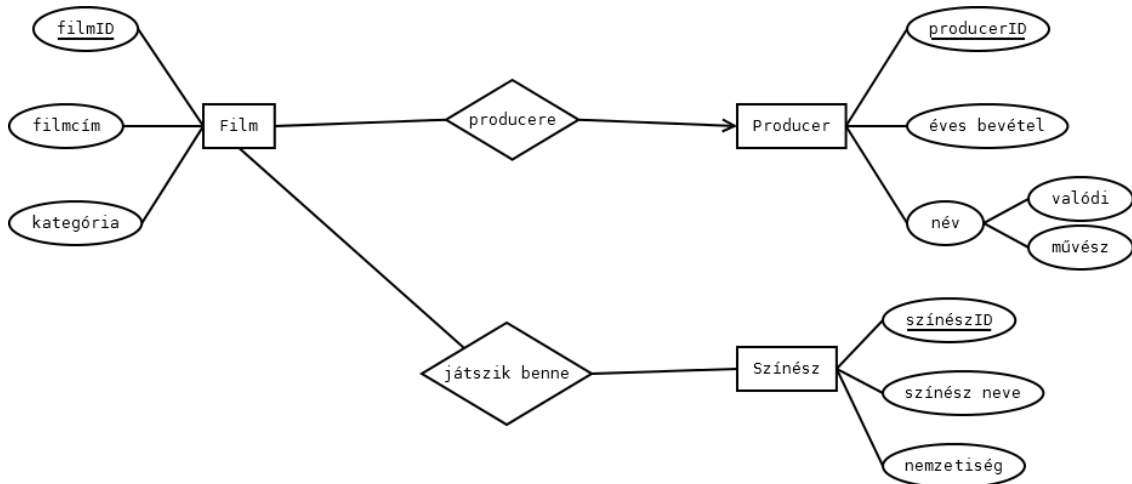 filmID
filmcím
kategória
Film
producere
Producer
producerID
éves bevétel
név
valódi
művész
játszik benne
Színész
színészID
színész neve
nemzetiség